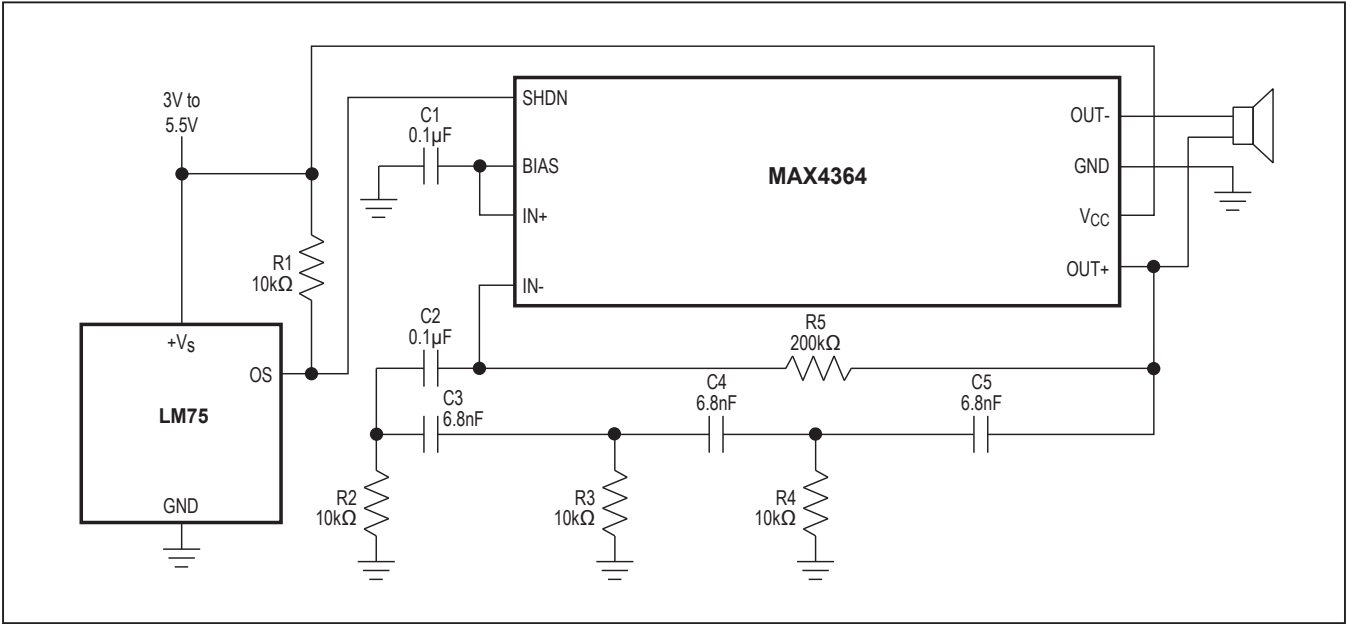 3V to
5.5V
C1
0.1µF
SHDN
BIAS
IN+
IN-
MAX4364
OUT-
GND
VCC
OUT+
R1
10kΩ
+VS
OS
LM75
GND
C2
0.1µF
C3
6.8nF
R5
200kΩ
C4
6.8nF
C5
6.8nF
R2
10kΩ
R3
10kΩ
R4
10kΩ